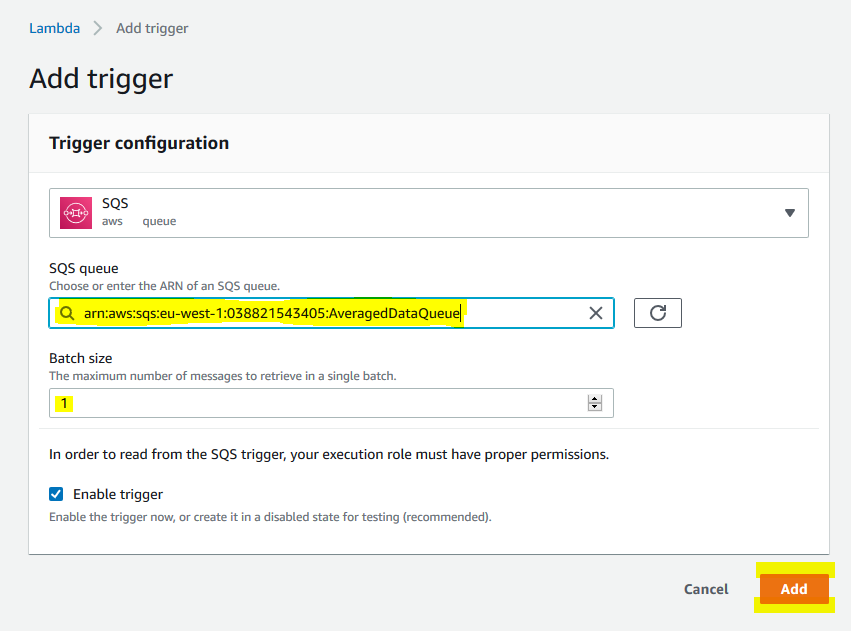 Lambda > Add trigger
Add trigger
Trigger configuration
SQS
aws queue
SQS queue
Choose or enter the ARN of an SQS queue.
arn:aws:sqs:eu-west-1:038821543405:AveragedDataQueue
Batch size
The maximum number of messages to retrieve in a single batch.
1
In order to read from the SQS trigger, your execution role must have proper permissions.
Enable trigger
Enable the trigger now, or create it in a disabled state for testing (recommended).
Cancel Add